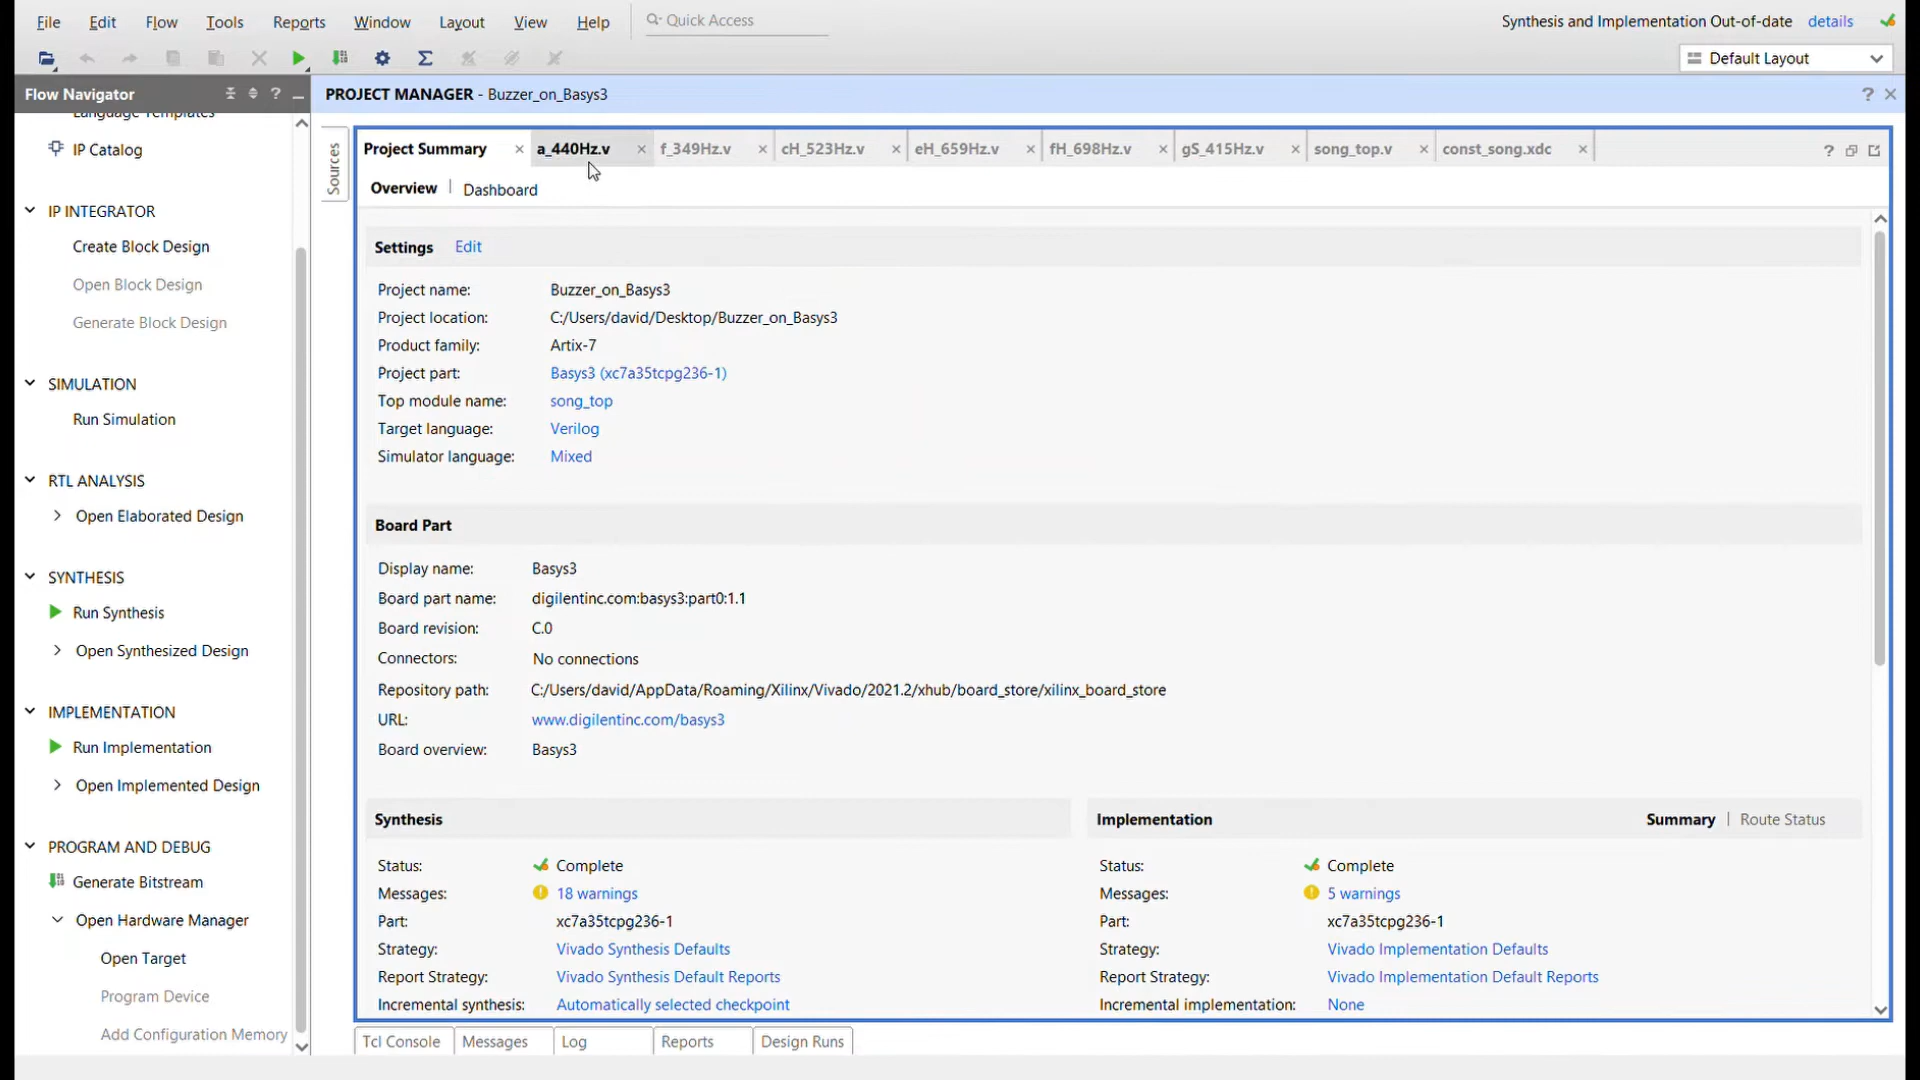 File Edit Flow Tools Reports Window Layout View Help Quick Access Synthesis and Implementation Out-of-date details
Default Layout
Flow Navigator ? _ PROJECT MANAGER - Buzzer_on_Basys3 ? ×
Language Templates
IP Catalog
IP INTEGRATOR
Create Block Design
Open Block Design
Generate Block Design
SIMULATION
Run Simulation
RTL ANALYSIS
Open Elaborated Design
SYNTHESIS
Run Synthesis
Open Synthesized Design
IMPLEMENTATION
Run Implementation
Open Implemented Design
PROGRAM AND DEBUG
Generate Bitstream
Open Hardware Manager
Open Target
Program Device
Add Configuration Memory
Sources
Project Summary × a_440Hz.v × f_349Hz.v × cH_523Hz.v × eH_659Hz.v × fH_698Hz.v × gS_415Hz.v × song_top.v × const_song.xdc × ?
Overview | Dashboard
Settings Edit
Project name: Buzzer_on_Basys3
Project location: C:/Users/david/Desktop/Buzzer_on_Basys3
Product family: Artix-7
Project part: Basys3 (xc7a35tcpg236-1)
Top module name: song_top
Target language: Verilog
Simulator language: Mixed
Board Part
Display name: Basys3
Board part name: digilentinc.com:basys3:part0:1.1
Board revision: C.0
Connectors: No connections
Repository path: C:/Users/david/AppData/Roaming/Xilinx/Vivado/2021.2/xhub/board_store/xilinx_board_store
URL: www.digilentinc.com/basys3
Board overview: Basys3
Synthesis
Status: Complete
Messages: 18 warnings
Part: xc7a35tcpg236-1
Strategy: Vivado Synthesis Defaults
Report Strategy: Vivado Synthesis Default Reports
Incremental synthesis: Automatically selected checkpoint
Implementation Summary | Route Status
Status: Complete
Messages: 5 warnings
Part: xc7a35tcpg236-1
Strategy: Vivado Implementation Defaults
Report Strategy: Vivado Implementation Default Reports
Incremental implementation: None
Tcl Console Messages Log Reports Design Runs